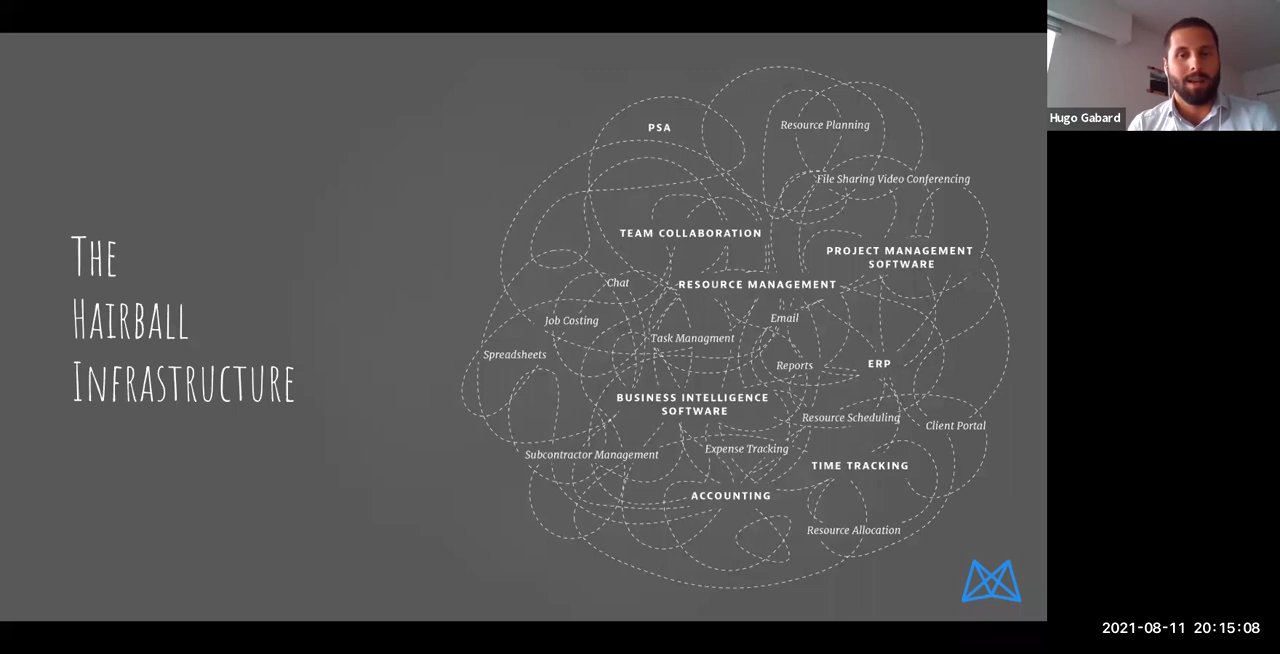 The
Hairball
Infrastructure
PSA
Resource Planning
File Sharing Video Conferencing
TEAM COLLABORATION
PROJECT MANAGEMENT
SOFTWARE
Chat
RESOURCE MANAGEMENT
Job Costing
Email
Task Managment
Spreadsheets
Reports
ERP
BUSINESS INTELLIGENCE
SOFTWARE
Resource Scheduling
Client Portal
Subcontractor Management
Expense Tracking
TIME TRACKING
ACCOUNTING
Resource Allocation
Hugo Gabard
2021-08-11 20:15:08